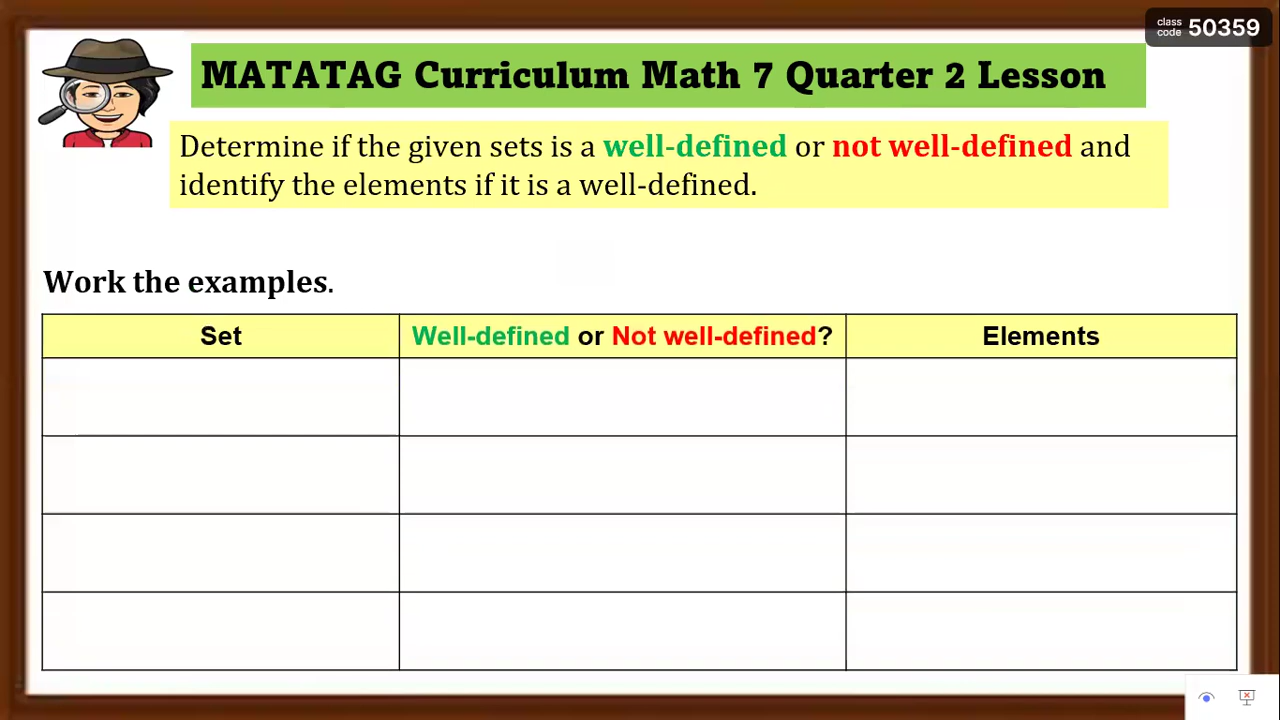 class
code 50359
MATATAG Curriculum Math 7 Quarter 2 Lesson
Determine if the given sets is a well-defined or not well-defined and
identify the elements if it is a well-defined.
Work the examples.
Set Well-defined or Not well-defined? Elements